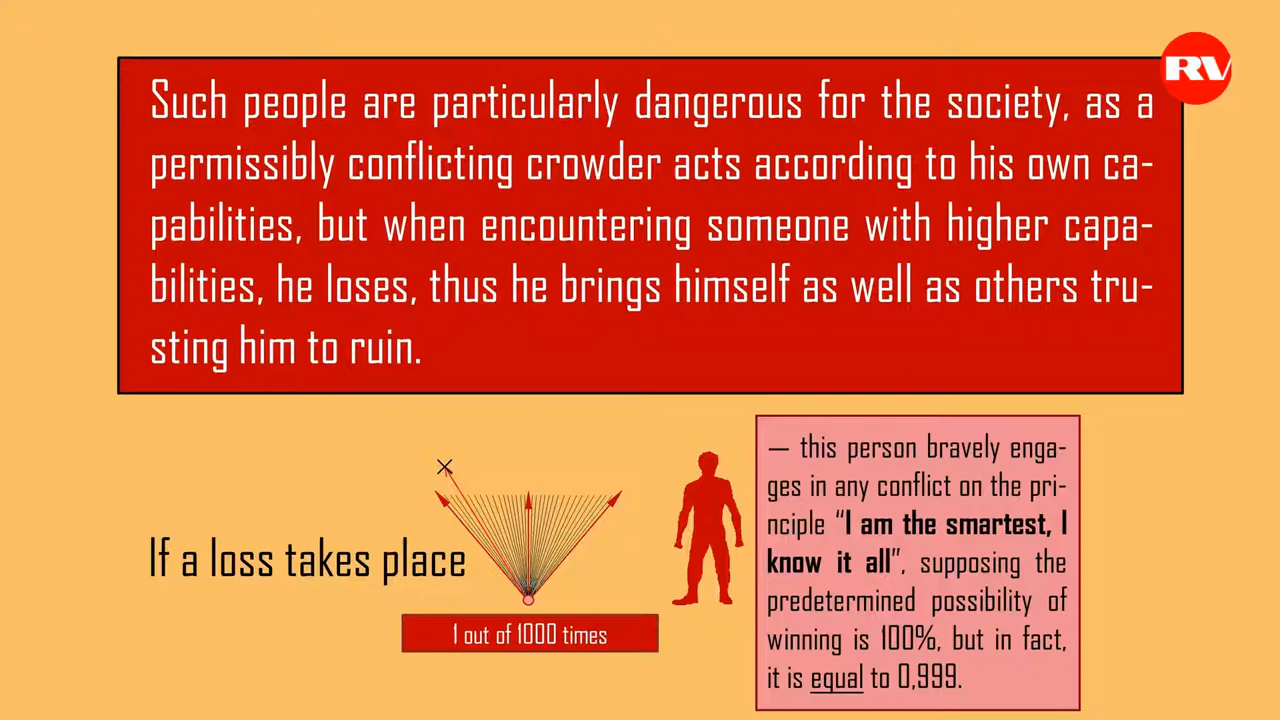 RV
Such people are particularly dangerous for the society, as a
permissibly conflicting crowder acts according to his own ca-
pabilities, but when encountering someone with higher capa-
bilities, he loses, thus he brings himself as well as others tru-
sting him to ruin.
If a loss takes place
1 out of 1000 times
— this person bravely enga-
ges in any conflict on the pri-
nciple “I am the smartest, I
know it all”, supposing the
predetermined possibility of
winning is 100%, but in fact,
it is equal to 0,999.